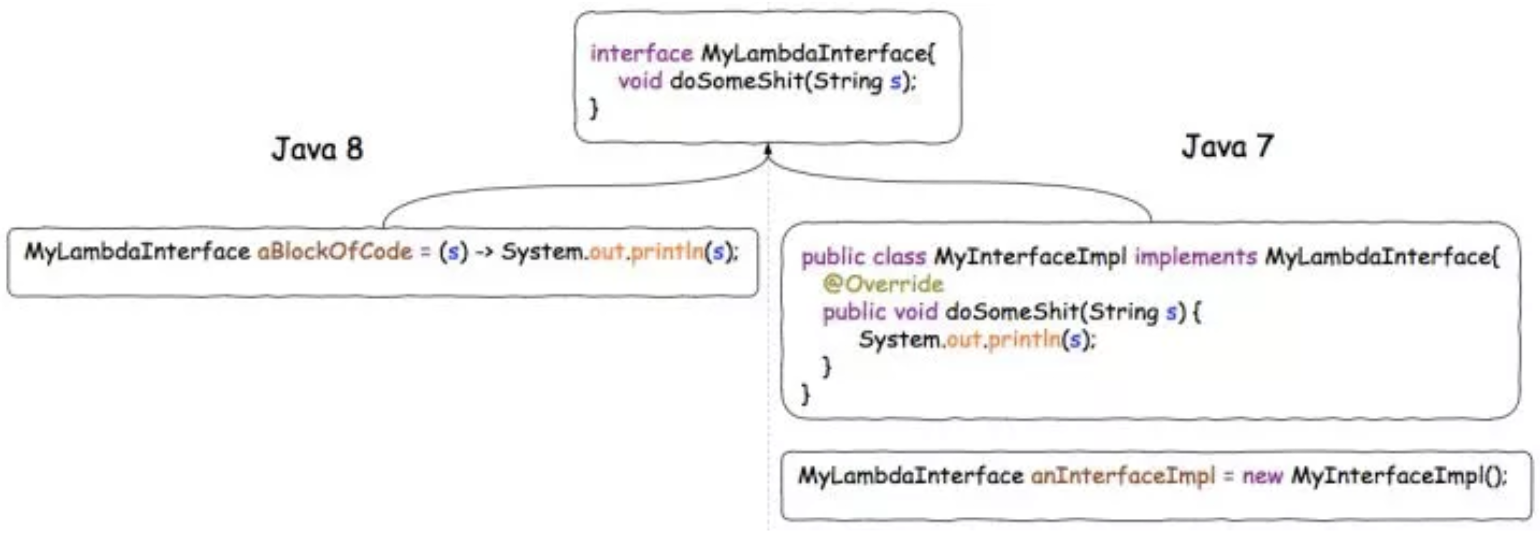 interface MyLambdaInterface{
void doSomeShit(String s);
}
Java 8
Java 7
MyLambdaInterface aBlockOfCode = (s) -> System.out.println(s);
public class MyInterfaceImpl implements MyLambdaInterface{
@Override
public void doSomeShit(String s) {
System.out.println(s);
}
}
MyLambdaInterface anInterfaceImpl = new MyInterfaceImpl();